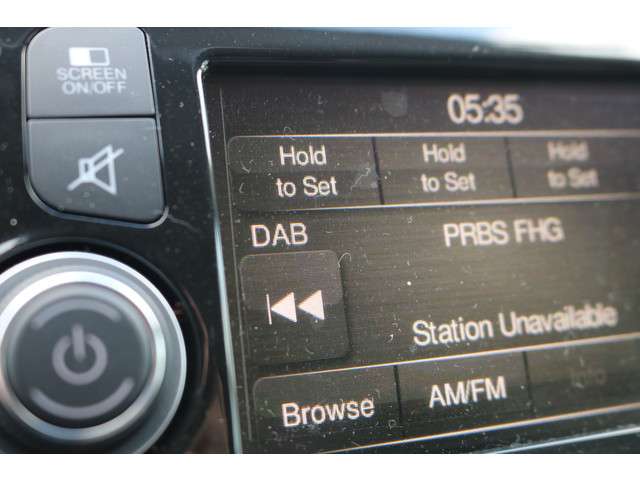 SCREEN
ON/OFF
05:35
Hold Hold Hold
to Set to Set to Set
DAB PRBS FHG
Station Unavailable
Browse AM/FM